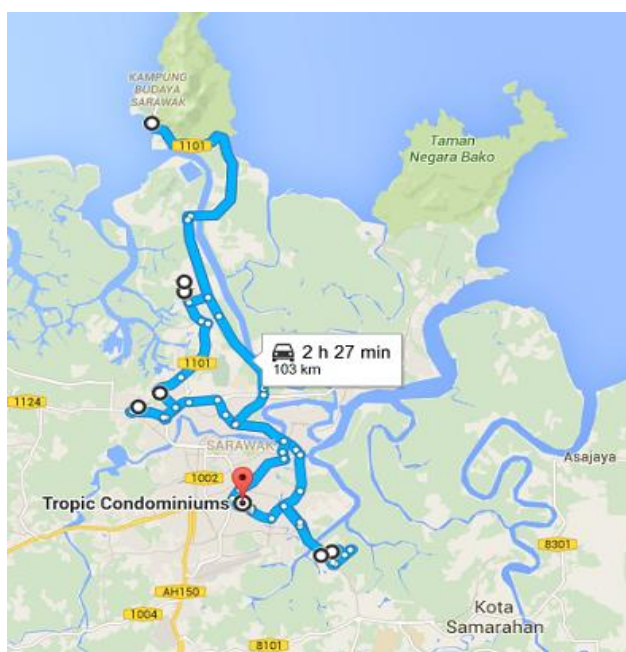 KAMPUNG
BUDAYA
SARAWAK
1101
Taman
Negara Bako
2 h 27 min
103 km
1101
1124
SARAWAK
Asajaya
1002
Tropic Condominiums
8301
AH150
1004
Kota
Samarahan
8101